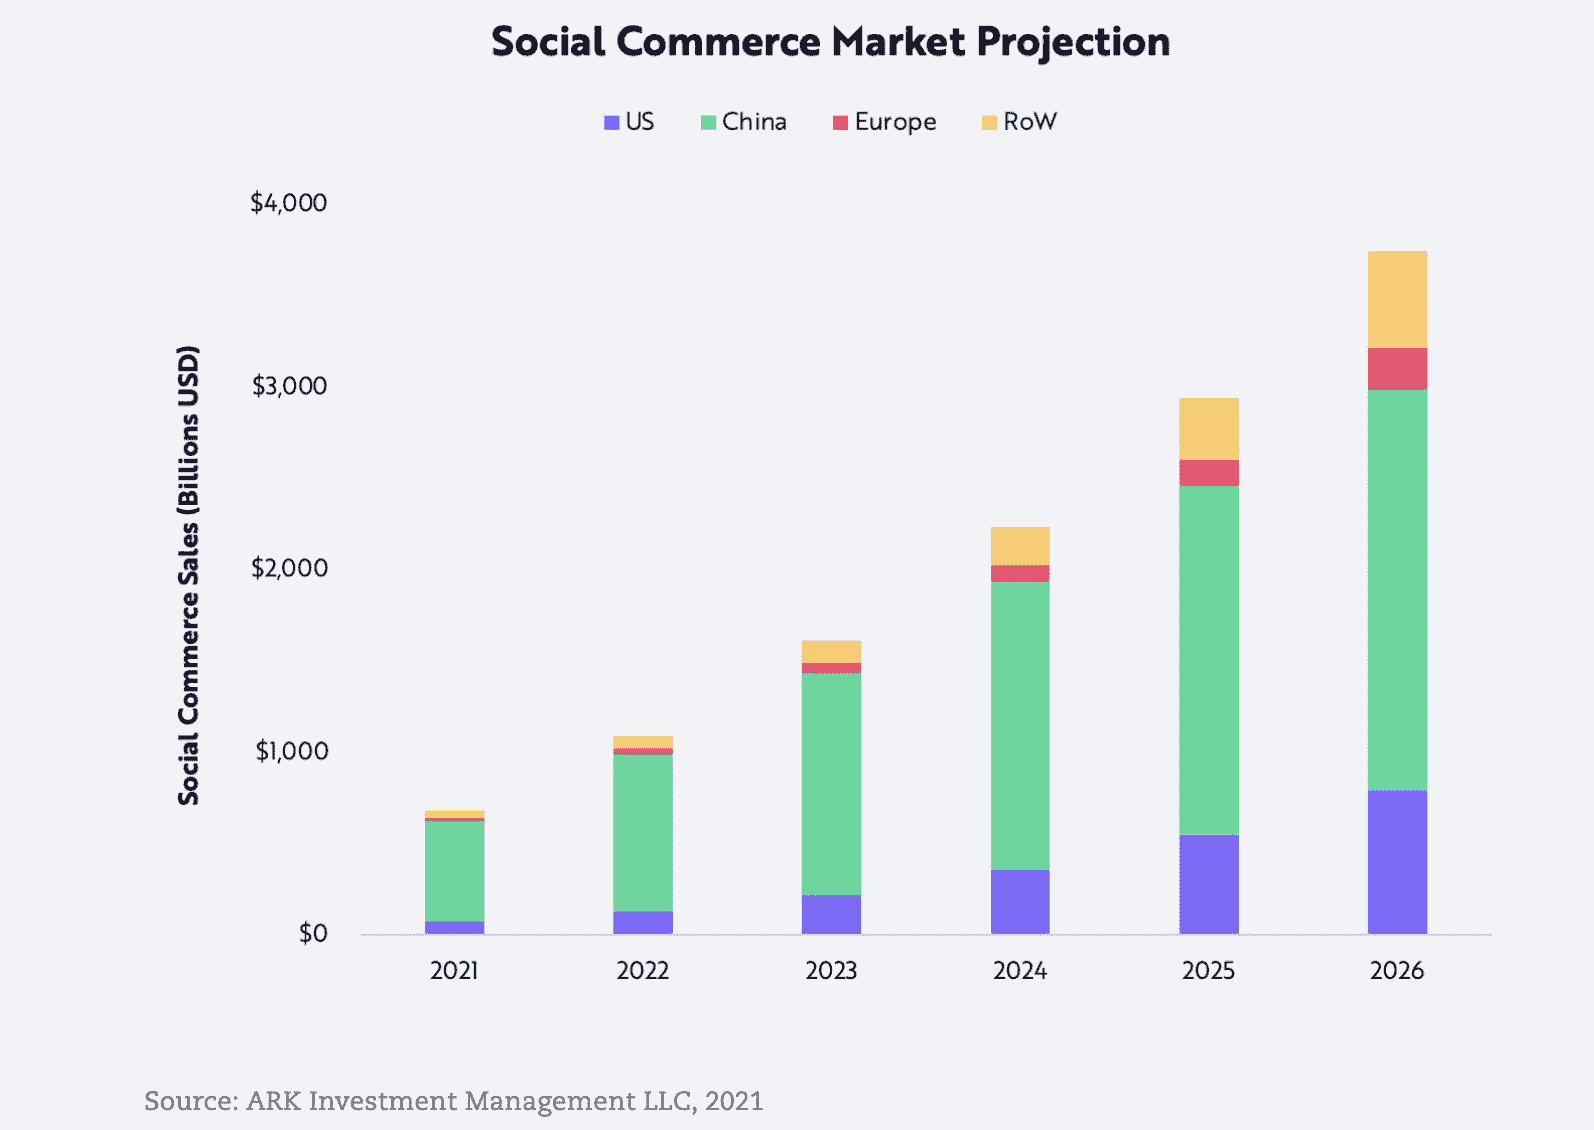 Social Commerce Market Projection
US China Europe RoW
$4,000
$3,000
$2,000
$1,000
$0
Social Commerce Sales (Billions USD)
2021 2022 2023 2024 2025 2026
Source: ARK Investment Management LLC, 2021